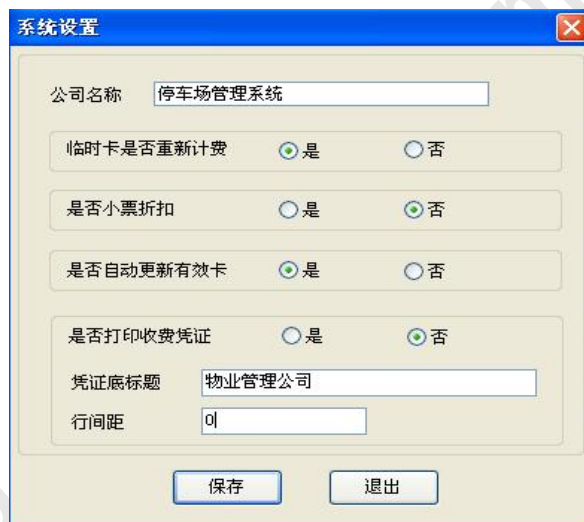 系统设置
公司名称 停车场管理系统
临时卡是否重新计费 是 否
是否小票折扣 是 否
是否自动更新有效卡 是 否
是否打印收费凭证 是 否
凭证底标题 物业管理公司
行间距 0
保存 退出